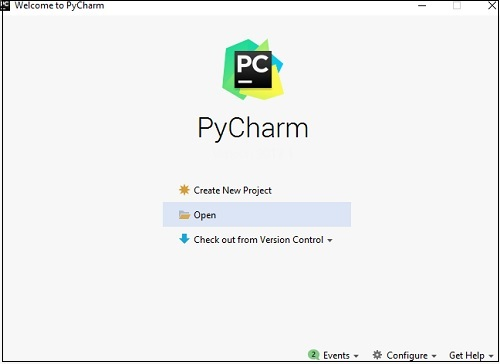 PC Welcome to PyCharm
PC
PyCharm
Create New Project
Open
Check out from Version Control
2 Events Configure Get Help